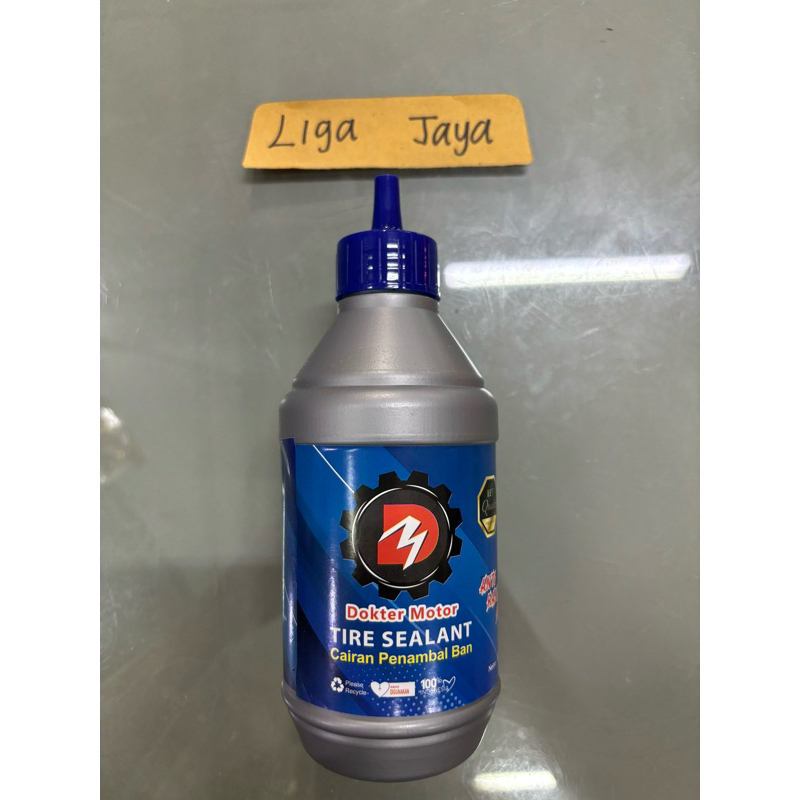 Liga Jaya
Dokter Motor
TIRE SEALANT
Cairan Penambal Ban
Please
Recycle
100%